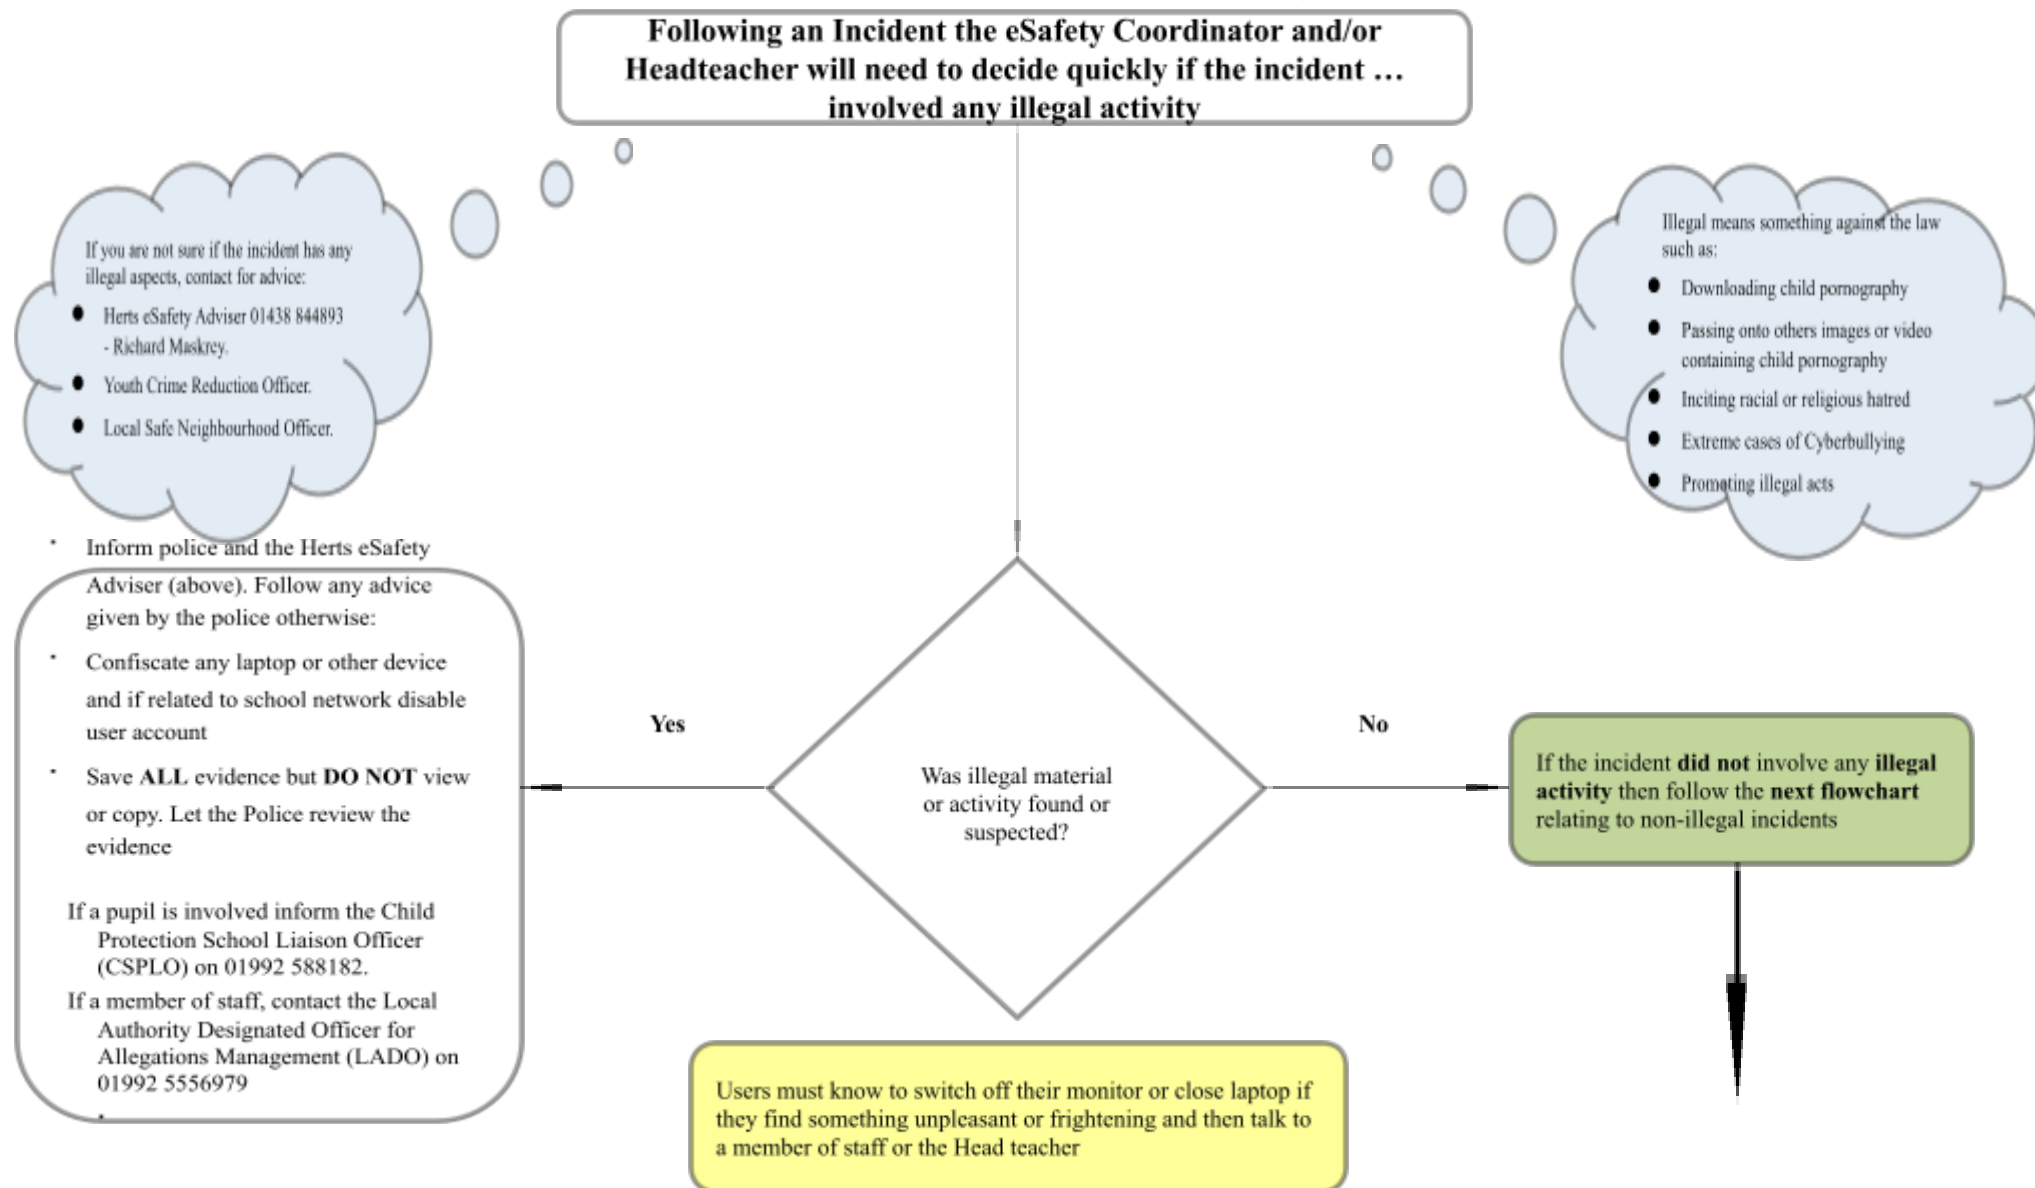 Following an Incident the eSafety Coordinator and/or
Headteacher will need to decide quickly if the incident …
involved any illegal activity
If you are not sure if the incident has any
illegal aspects, contact for advice:
● Herts eSafety Adviser 01438 844893
- Richard Maskrey.
● Youth Crime Reduction Officer.
● Local Safe Neighbourhood Officer.
Illegal means something against the law
such as:
● Downloading child pornography
● Passing onto others images or video
containing child pornography
● Inciting racial or religious hatred
● Extreme cases of Cyberbullying
● Promoting illegal acts
· Inform police and the Herts eSafety
Adviser (above). Follow any advice
given by the police otherwise:
· Confiscate any laptop or other device
and if related to school network disable
user account
· Save ALL evidence but DO NOT view
or copy. Let the Police review the
evidence
If a pupil is involved inform the Child
Protection School Liaison Officer
(CSPLO) on 01992 588182.
If a member of staff, contact the Local
Authority Designated Officer for
Allegations Management (LADO) on
01992 5556979
Yes
Was illegal material
or activity found or
suspected?
No
If the incident did not involve any illegal
activity then follow the next flowchart
relating to non-illegal incidents
Users must know to switch off their monitor or close laptop if
they find something unpleasant or frightening and then talk to
a member of staff or the Head teacher